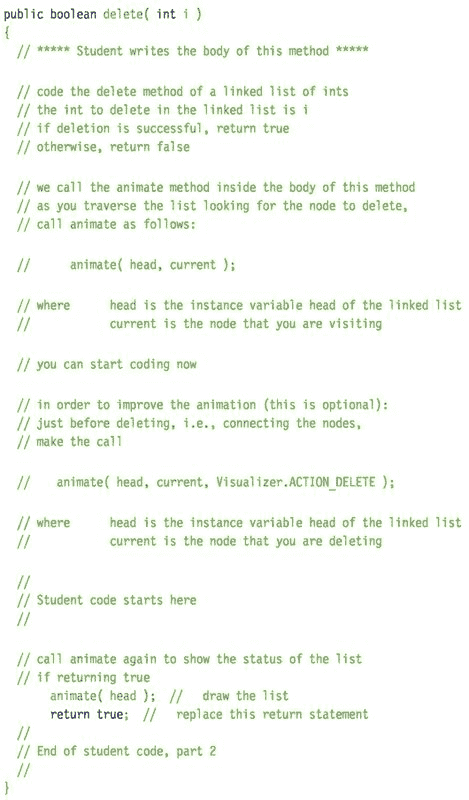 public boolean delete( int i )
{
// ***** Student writes the body of this method *****
// code the delete method of a linked list of ints
// the int to delete in the linked list is i
// if deletion is successful, return true
// otherwise, return false
// we call the animate method inside the body of this method
// as you traverse the list looking for the node to delete,
// call animate as follows:
// animate( head, current );
// where head is the instance variable head of the linked list
// current is the node that you are visiting
// you can start coding now
// in order to improve the animation (this is optional):
// just before deleting, i.e., connecting the nodes,
// make the call
// animate( head, current, Visualizer.ACTION_DELETE );
// where head is the instance variable head of the linked list
// current is the node that you are deleting
//
// Student code starts here
//
// call animate again to show the status of the list
// if returning true
animate( head ); // draw the list
return true; // replace this return statement
//
// End of student code, part 2
//
}